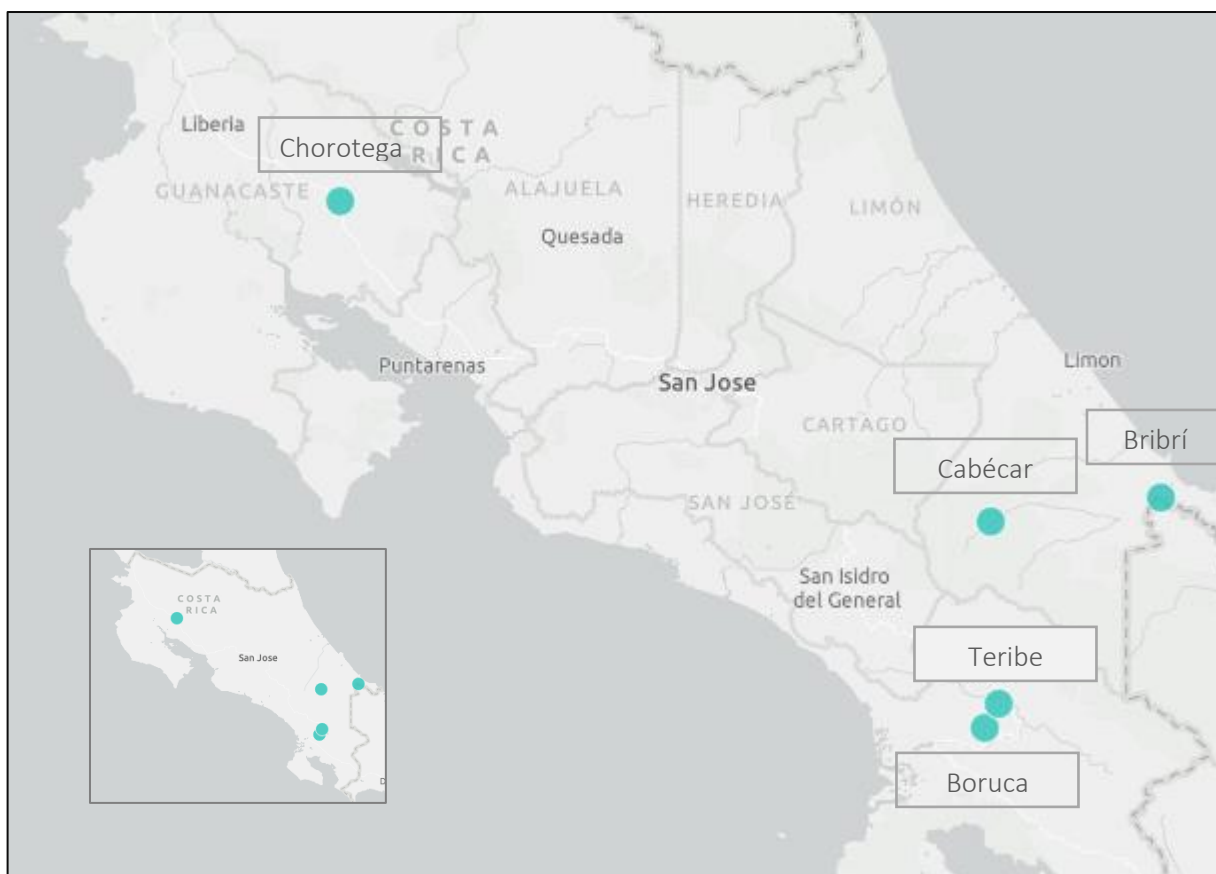 Liberia
COSTA
RICA
Chorotega
GUANACASTE
ALAJUELA
HEREDIA
LIMÓN
Quesada
Puntarenas
San Jose
Limon
CARTAGO
Bribrí
Cabécar
SAN JOSÉ
San Isidro
del General
Teribe
Boruca
COSTA
RICA
San Jose
D